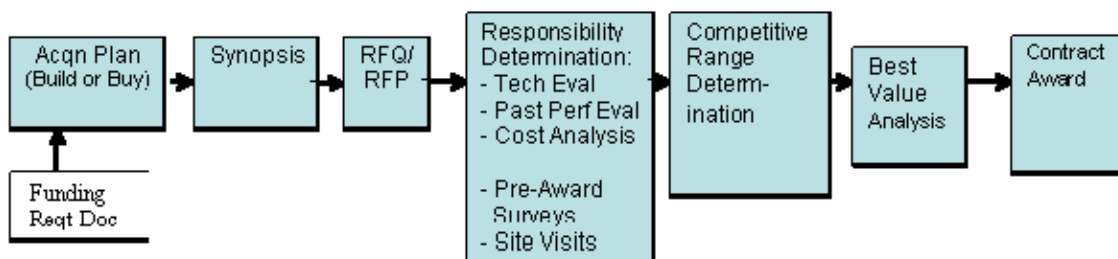 Acqn Plan
(Build or Buy)
Funding
Reqt Doc
Synopsis
RFQ/
RFP
Responsibility
Determination:
- Tech Eval
- Past Perf Eval
- Cost Analysis
- Pre-Award
Surveys
- Site Visits
Competitive
Range
Determ-
ination
Best
Value
Analysis
Contract
Award